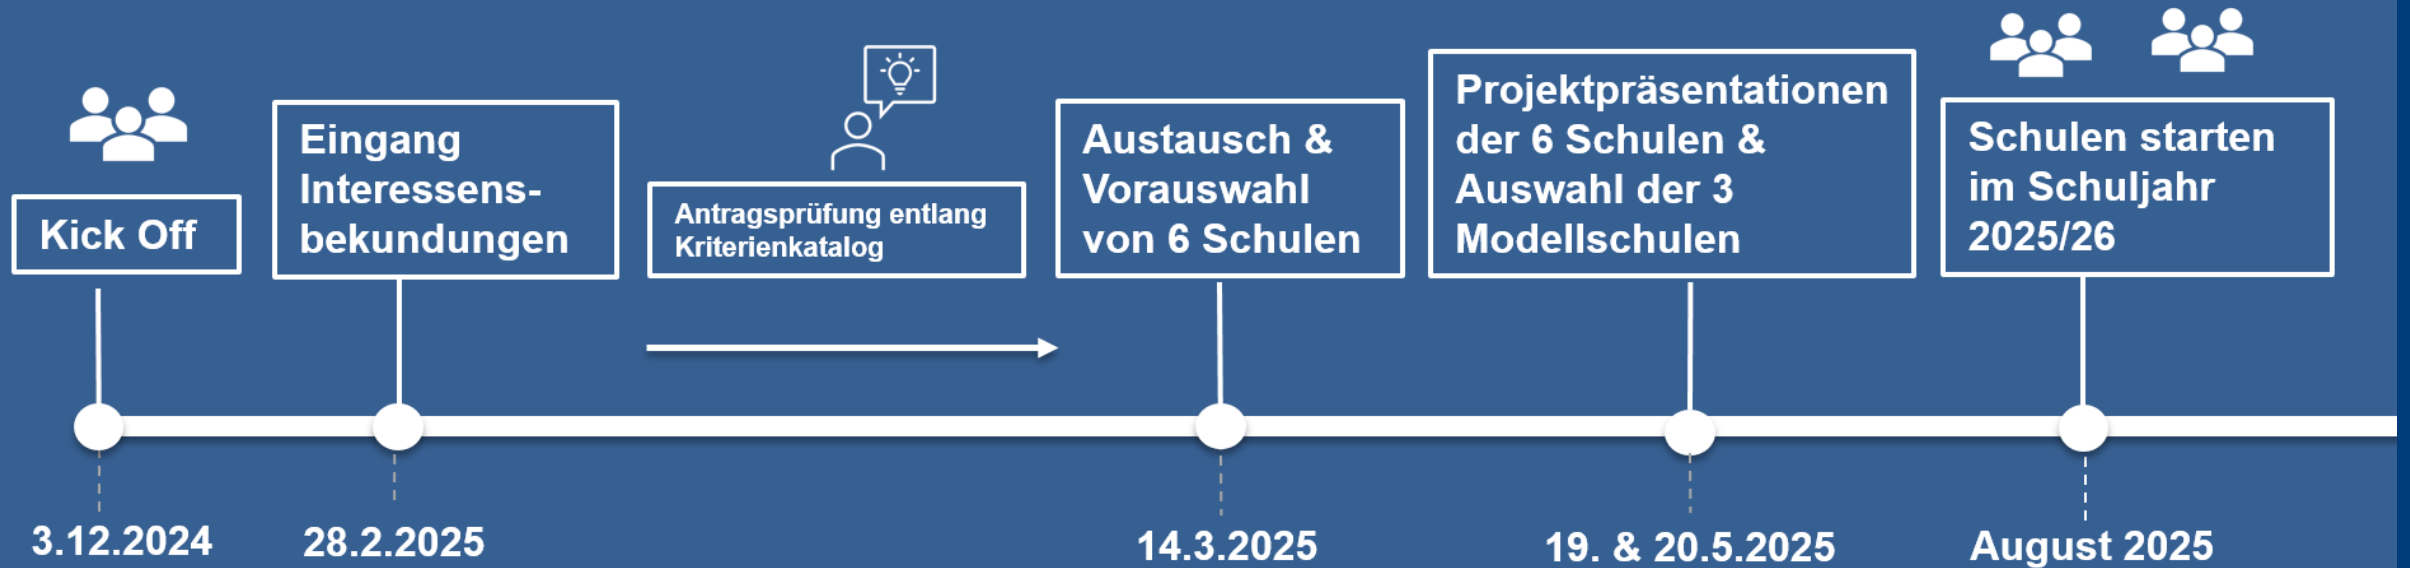 Kick Off
Eingang
Interessens-
bekundungen
Antragsprüfung entlang
Kriterienkatalog
Austausch &
Vorauswahl
von 6 Schulen
Projektpräsentationen
der 6 Schulen &
Auswahl der 3
Modellschulen
Schulen starten
im Schuljahr
2025/26
3.12.2024
28.2.2025
14.3.2025
19. & 20.5.2025
August 2025